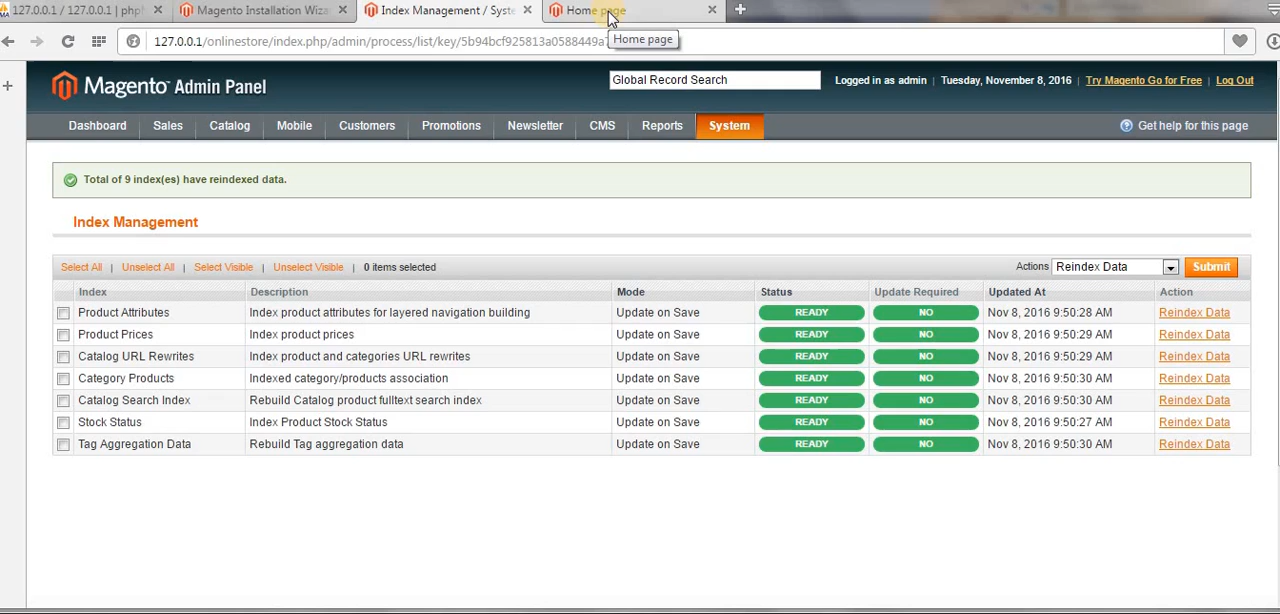 127.0.0.1 / 127.0.0.1 | phpM
Magento Installation Wiza
Index Management / Syste
Home page
127.0.0.1/onlinestore/index.php/admin/process/list/key/5b94bcf925813a0588449a
Home page
Magento Admin Panel
Global Record Search
Logged in as admin | Tuesday, November 8, 2016 | Try Magento Go for Free | Log Out
Dashboard Sales Catalog Mobile Customers Promotions Newsletter CMS Reports System
Get help for this page
Total of 9 index(es) have reindexed data.
Index Management
Select All | Unselect All | Select Visible | Unselect Visible | 0 items selected
Actions Reindex Data Submit
Index Description Mode Status Update Required Updated At Action
Product Attributes Index product attributes for layered navigation building Update on Save READY NO Nov 8, 2016 9:50:28 AM Reindex Data
Product Prices Index product prices Update on Save READY NO Nov 8, 2016 9:50:29 AM Reindex Data
Catalog URL Rewrites Index product and categories URL rewrites Update on Save READY NO Nov 8, 2016 9:50:29 AM Reindex Data
Category Products Indexed category/products association Update on Save READY NO Nov 8, 2016 9:50:30 AM Reindex Data
Catalog Search Index Rebuild Catalog product fulltext search index Update on Save READY NO Nov 8, 2016 9:50:30 AM Reindex Data
Stock Status Index Product Stock Status Update on Save READY NO Nov 8, 2016 9:50:27 AM Reindex Data
Tag Aggregation Data Rebuild Tag aggregation data Update on Save READY NO Nov 8, 2016 9:50:30 AM Reindex Data